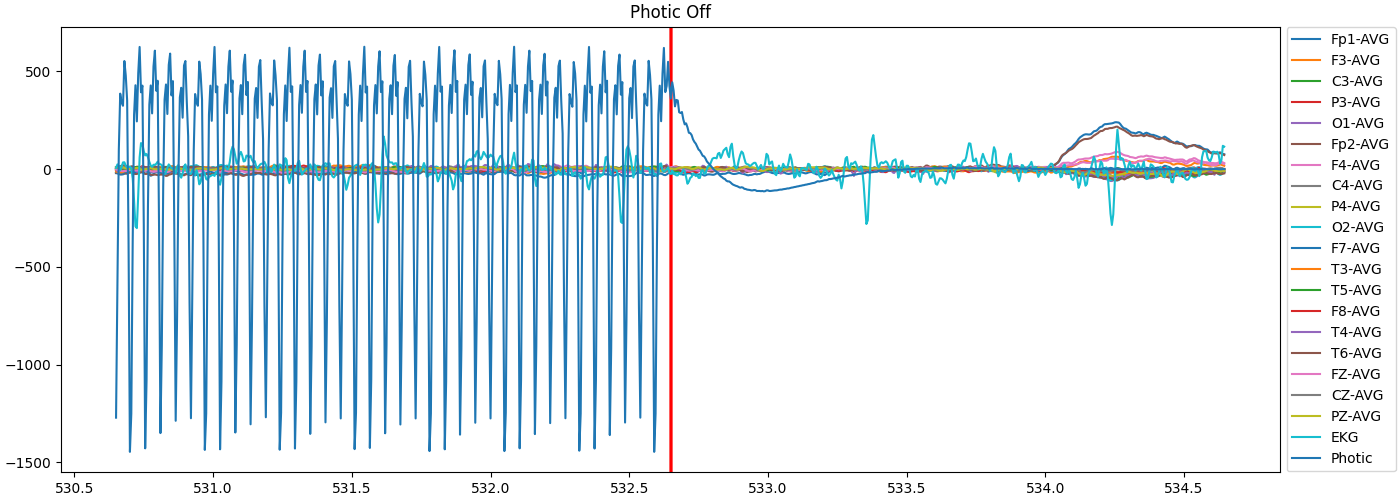 Photic Off
500
0
−500
−1000
−1500
530.5 531.0 531.5 532.0 532.5 533.0 533.5 534.0 534.5
Fp1-AVG
F3-AVG
C3-AVG
P3-AVG
O1-AVG
Fp2-AVG
F4-AVG
C4-AVG
P4-AVG
O2-AVG
F7-AVG
T3-AVG
T5-AVG
F8-AVG
T4-AVG
T6-AVG
FZ-AVG
CZ-AVG
PZ-AVG
EKG
Photic